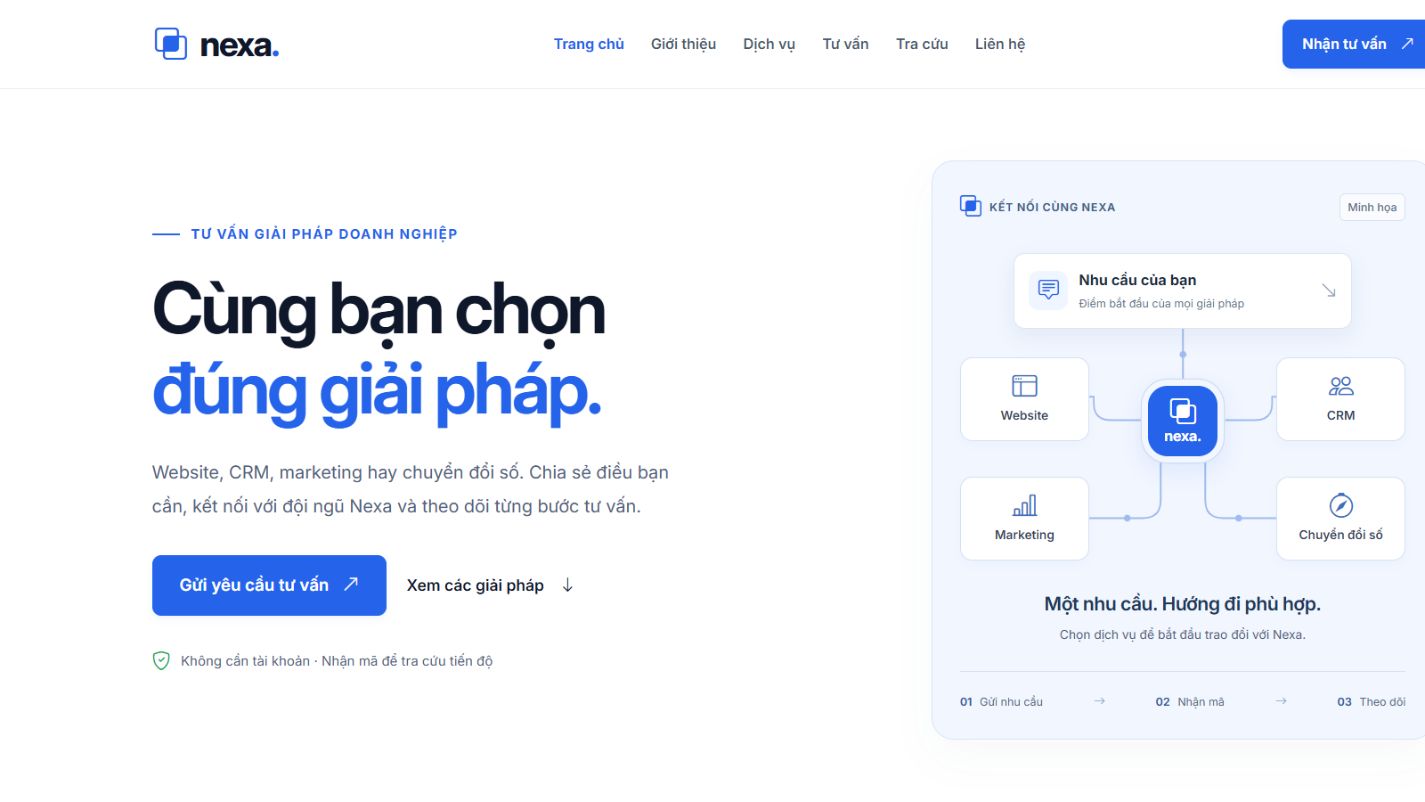 nexa.
Trang chủ
Giới thiệu
Dịch vụ
Tư vấn
Tra cứu
Liên hệ
Nhận tư vấn
TƯ VẤN GIẢI PHÁP DOANH NGHIỆP
Cùng bạn chọn
đúng giải pháp.
Website, CRM, marketing hay chuyển đổi số. Chia sẻ điều bạn
cần, kết nối với đội ngũ Nexa và theo dõi từng bước tư vấn.
Gửi yêu cầu tư vấn
Xem các giải pháp
Không cần tài khoản · Nhận mã để tra cứu tiến độ
KẾT NỐI CÙNG NEXA
Minh họa
Nhu cầu của bạn
Điểm bắt đầu của mọi giải pháp
Website
CRM
nexa.
Marketing
Chuyển đổi số
Một nhu cầu. Hướng đi phù hợp.
Chọn dịch vụ để bắt đầu trao đổi với Nexa.
01 Gửi nhu cầu
02 Nhận mã
03 Theo dõi